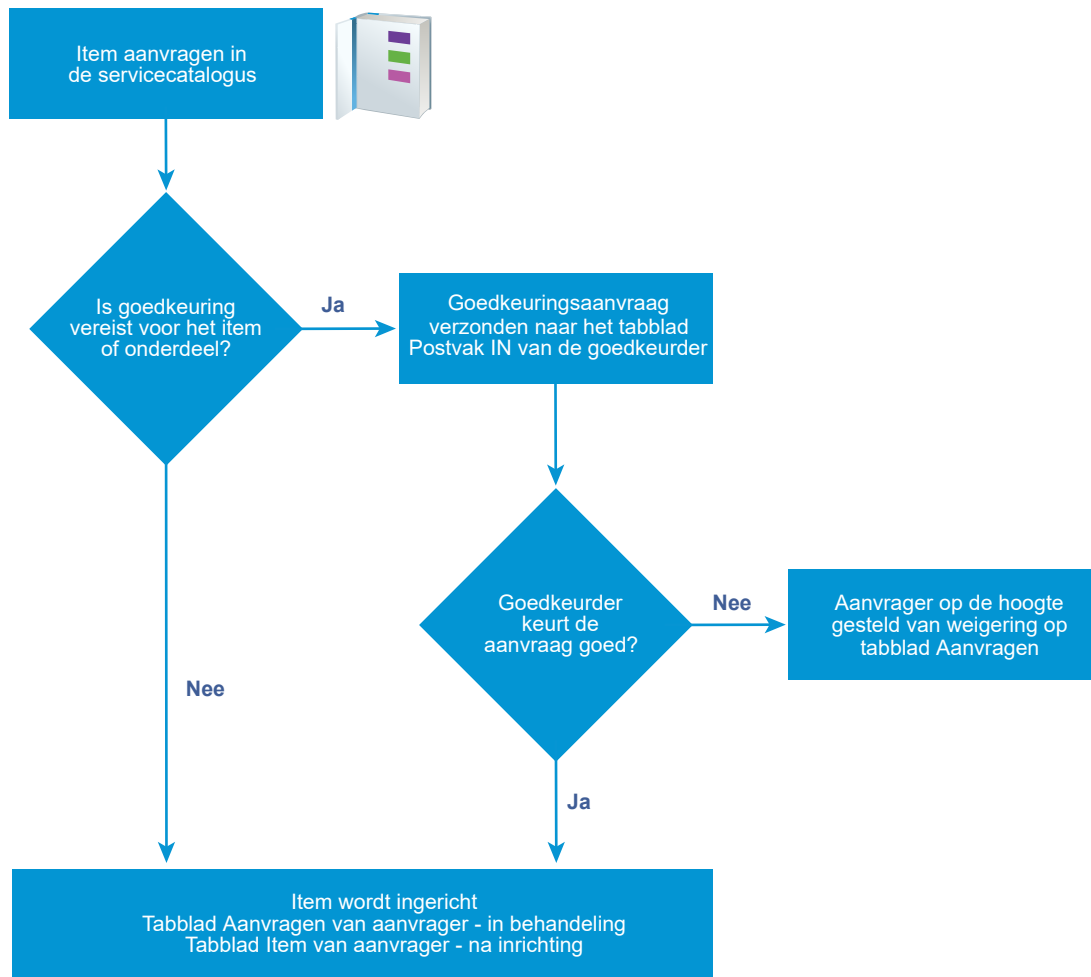 Item aanvragen in
de servicecatalogus
Is goedkeuring
vereist voor het item
of onderdeel?
Ja
Goedkeuringsaanvraag
verzonden naar het tabblad
Postvak IN van de goedkeurder
Goedkeurder
keurt de
aanvraag goed?
Nee
Aanvrager op de hoogte
gesteld van weigering op
tabblad Aanvragen
Nee
Ja
Item wordt ingericht
Tabblad Aanvragen van aanvrager - in behandeling
Tabblad Item van aanvrager - na inrichting